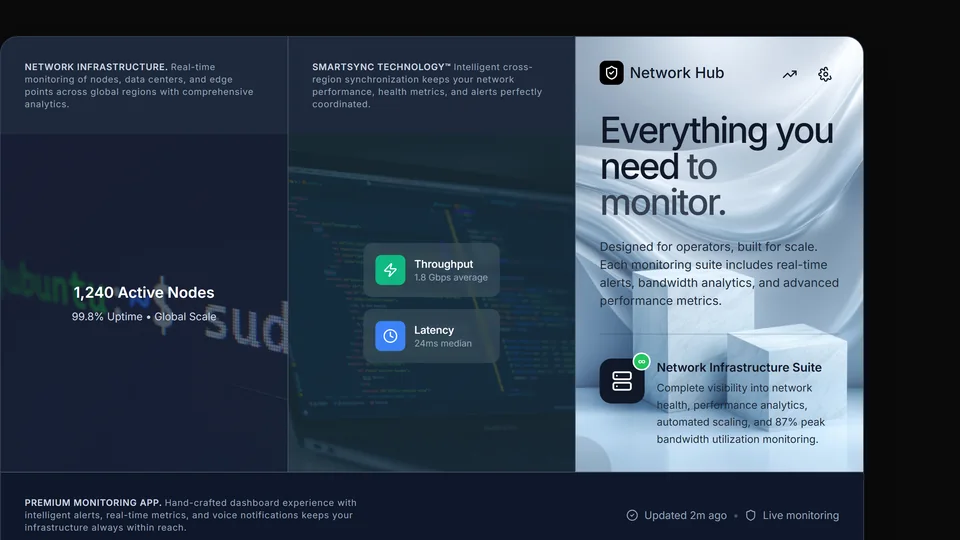 NETWORK INFRASTRUCTURE. Real-time
monitoring of nodes, data centers, and edge
points across global regions with comprehensive
analytics.
SMARTSYNC TECHNOLOGY™ Intelligent cross-
region synchronization keeps your network
performance, health metrics, and alerts perfectly
coordinated.
Network Hub
Everything you
need to
monitor.
Designed for operators, built for scale.
Each monitoring suite includes real-time
alerts, bandwidth analytics, and advanced
performance metrics.
ubuntu
$ sud
1,240 Active Nodes
99.8% Uptime • Global Scale
Throughput
1.8 Gbps average
Latency
24ms median
∞
Network Infrastructure Suite
Complete visibility into network
health, performance analytics,
automated scaling, and 87% peak
bandwidth utilization monitoring.
PREMIUM MONITORING APP. Hand-crafted dashboard experience with
intelligent alerts, real-time metrics, and voice notifications keeps your
infrastructure always within reach.
Updated 2m ago • Live monitoring